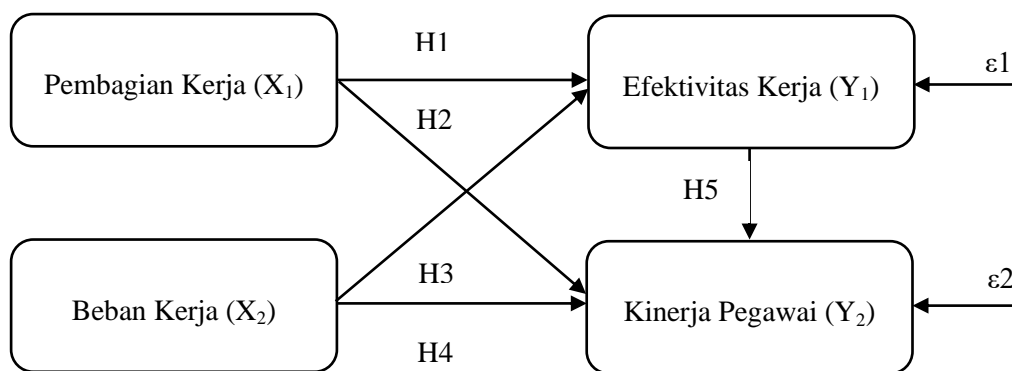 H1
Pembagian Kerja (X₁)
Efektivitas Kerja (Y₁)
ε1
H2
H5
H3
Beban Kerja (X₂)
Kinerja Pegawai (Y₂)
ε2
H4